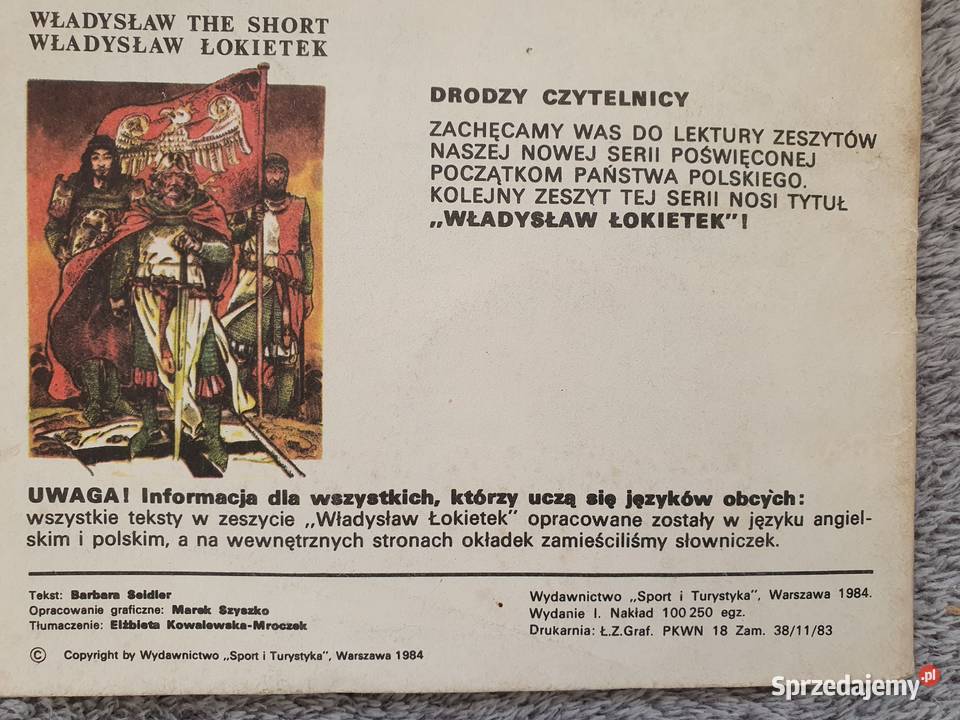 WŁADYSŁAW THE SHORT
WŁADYSŁAW ŁOKIETEK
DRODZY CZYTELNICY
ZACHĘCAMY WAS DO LEKTURY ZESZYTÓW
NASZEJ NOWEJ SERII POŚWIĘCONEJ
POCZĄTKOM PAŃSTWA POLSKIEGO.
KOLEJNY ZESZYT TEJ SERII NOSI TYTUŁ
„WŁADYSŁAW ŁOKIETEK”!
UWAGA! Informacja dla wszystkich, którzy uczą się języków obcych:
wszystkie teksty w zeszycie „Władysław Łokietek” opracowane zostały w języku angiel-
skim i polskim, a na wewnętrznych stronach okładek zamieściliśmy słowniczek.
Tekst: Barbara Seidler
Opracowanie graficzne: Marek Szyszko
Tłumaczenie: Elżbieta Kowalewska-Mroczek
© Copyright by Wydawnictwo „Sport i Turystyka”, Warszawa 1984
Wydawnictwo „Sport i Turystyka”, Warszawa 1984.
Wydanie I. Nakład 100 250 egz.
Drukarnia: Ł.Z.Graf. PKWN 18 Zam. 38/11/83
Sprzedajemy.pl